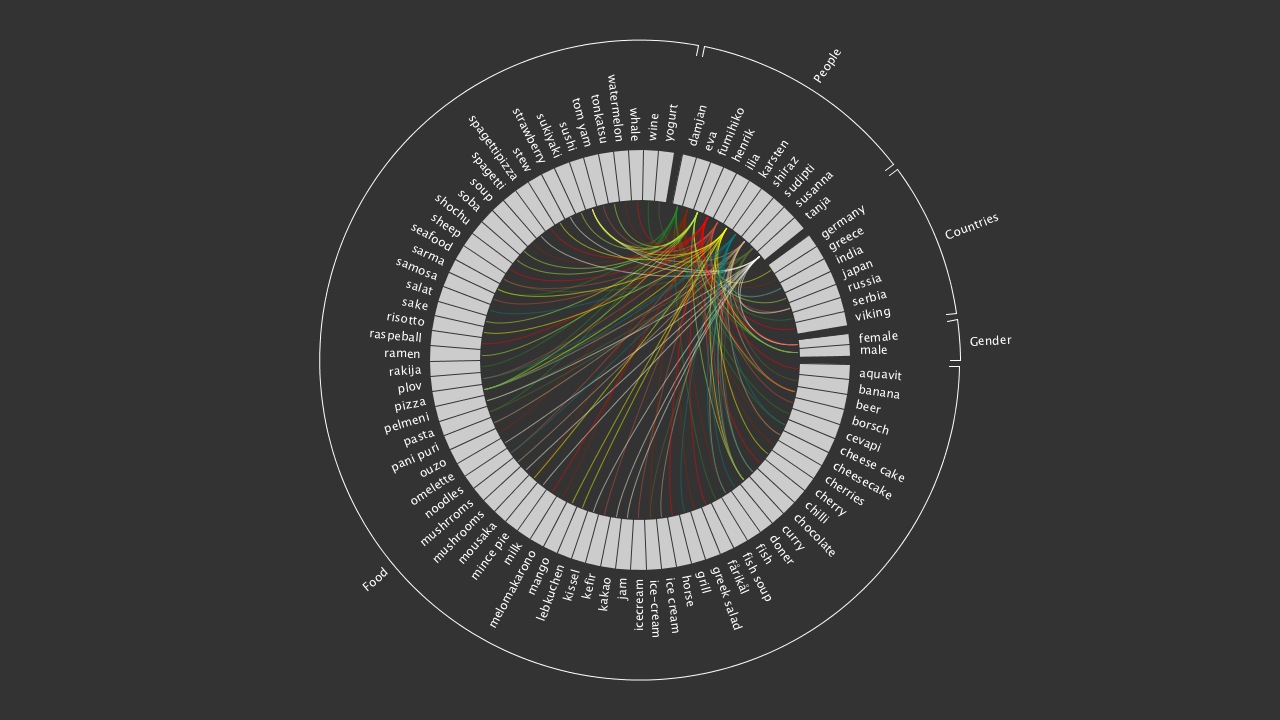 People
damjan
eva
fumihiko
henrik
ilia
karsten
shiraz
sudipti
susanna
tanja
Countries
germany
greece
india
japan
russia
serbia
viking
Gender
female
male
Food
aquavit
banana
beer
borsch
cevapi
cheese cake
cheesecake
cherries
cherry
chilli
chocolate
curry
doner
fish
fish soup
fårikål
greek salad
grill
horse
ice cream
ice-cream
icecream
jam
kakao
kefir
kissel
lebkuchen
mango
melomakarono
milk
mince pie
mousaka
mushrooms
mushrroms
noodles
omelette
ouzo
pani puri
pasta
pelmeni
pizza
plov
rakija
ramen
raspeball
risotto
sake
salat
samosa
sarma
seafood
sheep
shochu
soba
soup
spagetti
spagettipizza
stew
strawberry
sukiyaki
sushi
tom yam
tonkatsu
watermelon
whale
wine
yogurt